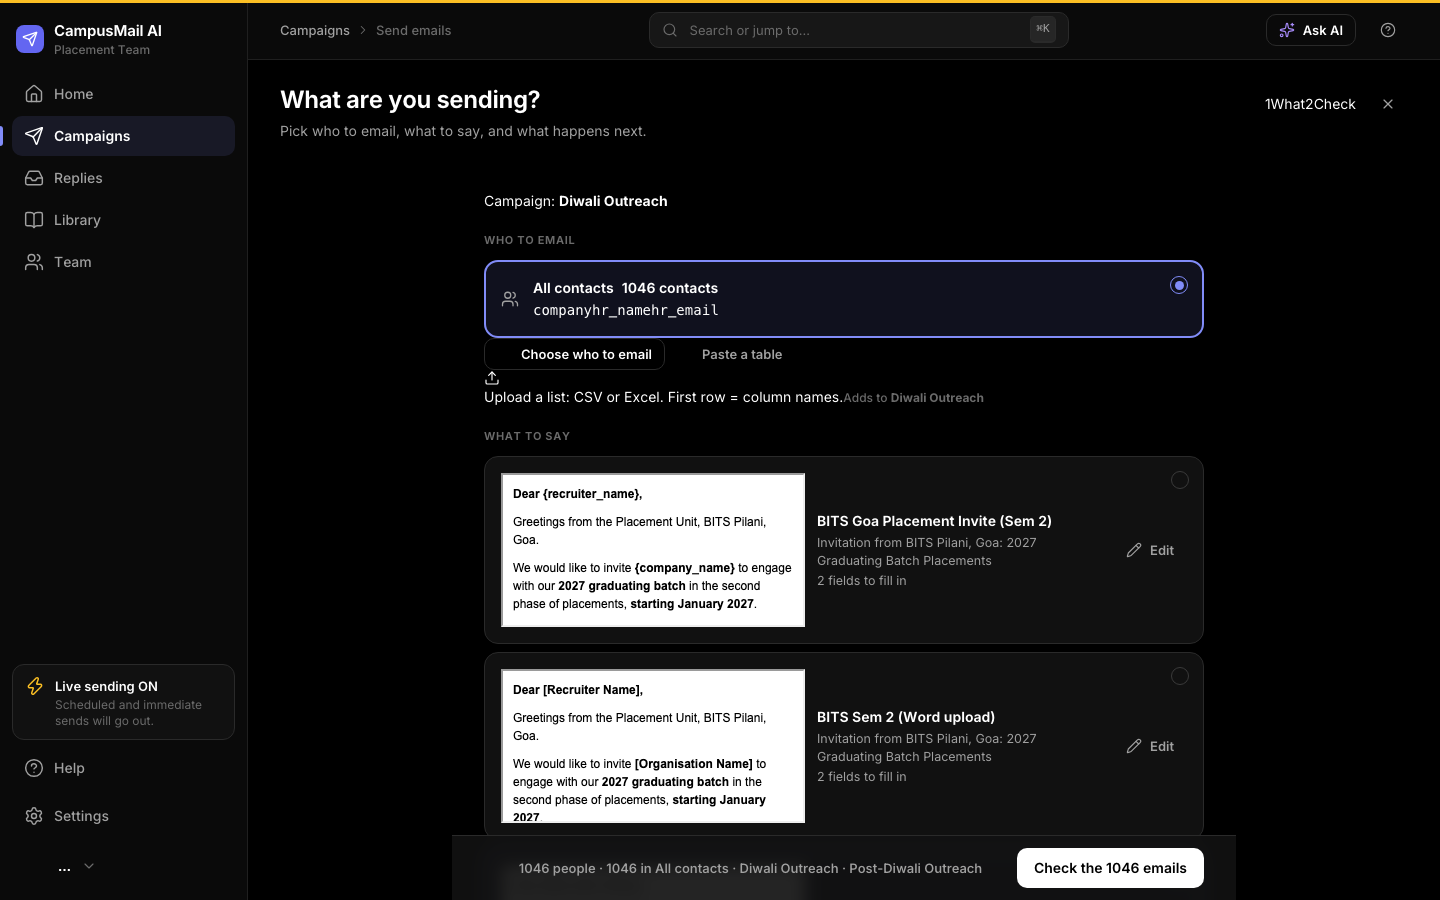 CampusMail AI
Placement Team
Home
Campaigns
Replies
Library
Team
Live sending ON
Scheduled and immediate
sends will go out.
Help
Settings
...
Campaigns
Send emails
Search or jump to...
⌘K
Ask AI
What are you sending?
Pick who to email, what to say, and what happens next.
1What2Check
Campaign: Diwali Outreach
WHO TO EMAIL
All contacts 1046 contacts
companyhr_namehr_email
Choose who to email
Paste a table
Upload a list: CSV or Excel. First row = column names.Adds to Diwali Outreach
WHAT TO SAY
Dear {recruiter_name},
Greetings from the Placement Unit, BITS Pilani,
Goa.
We would like to invite {company_name} to engage
with our 2027 graduating batch in the second
phase of placements, starting January 2027.
BITS Goa Placement Invite (Sem 2)
Invitation from BITS Pilani, Goa: 2027
Graduating Batch Placements
2 fields to fill in
Edit
Dear [Recruiter Name],
Greetings from the Placement Unit, BITS Pilani,
Goa.
We would like to invite [Organisation Name] to
engage with our 2027 graduating batch in the
second phase of placements, starting January
2027.
BITS Sem 2 (Word upload)
Invitation from BITS Pilani, Goa: 2027
Graduating Batch Placements
2 fields to fill in
Edit
1046 people · 1046 in All contacts · Diwali Outreach · Post-Diwali Outreach
Check the 1046 emails